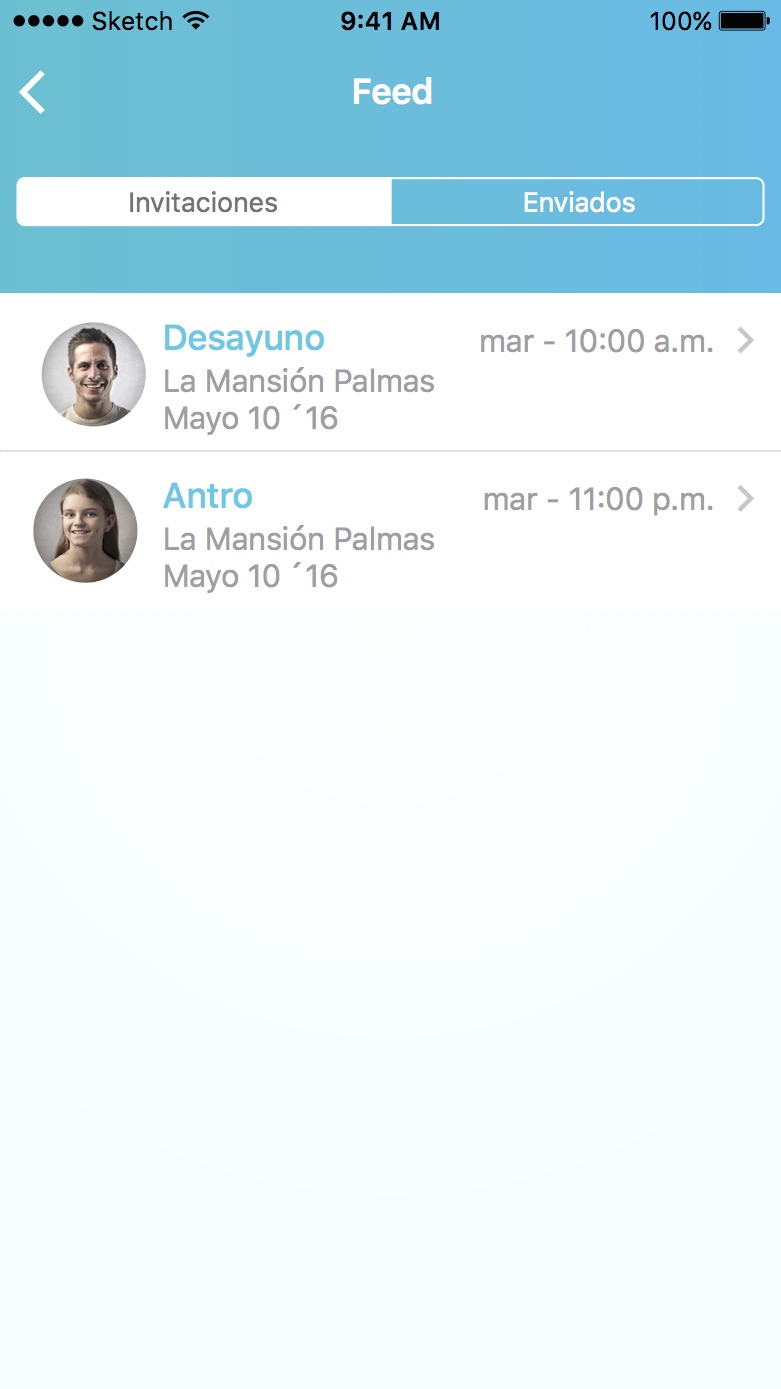 Sketch 9:41 AM 100%
Feed
Invitaciones Enviados
Desayuno mar - 10:00 a.m.
La Mansión Palmas
Mayo 10 ´16
Antro mar - 11:00 p.m.
La Mansión Palmas
Mayo 10 ´16